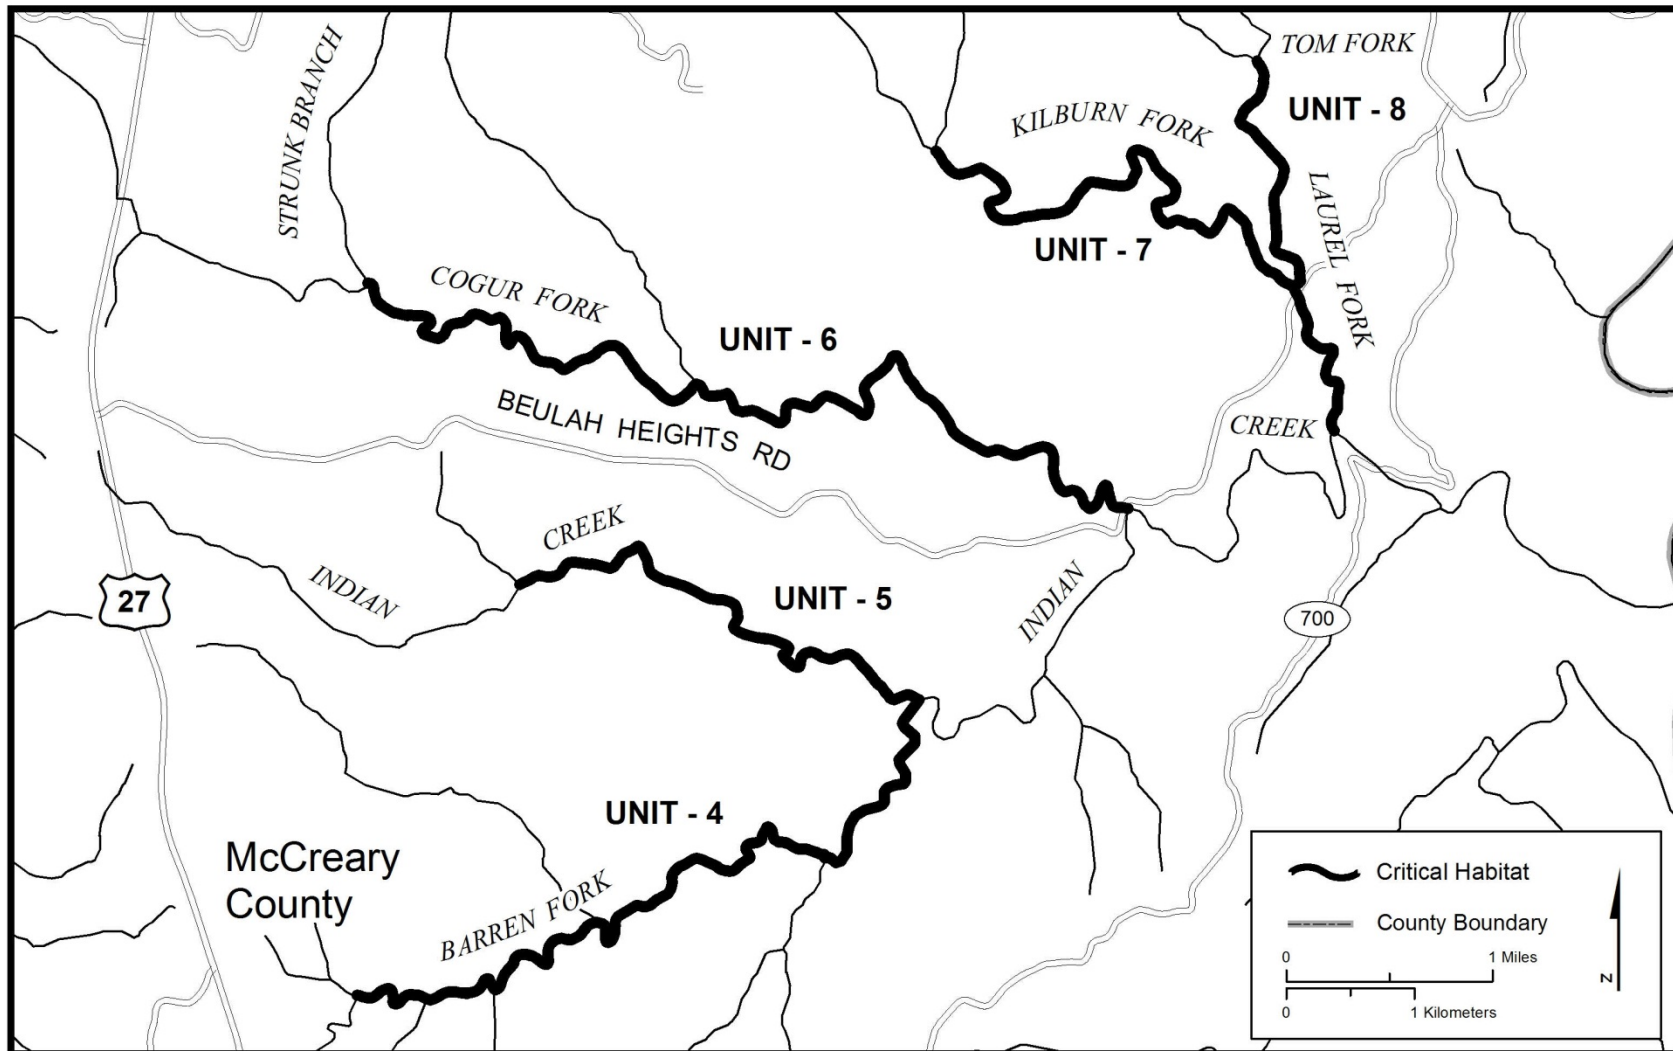 TOM FORK
UNIT - 8
KILBURN FORK
STRUNK BRANCH
LAUREL FORK
UNIT - 7
COGUR FORK
UNIT - 6
BEULAH HEIGHTS RD
CREEK
CREEK
INDIAN
27
UNIT - 5
INDIAN
700
UNIT - 4
McCreary
County
BARREN FORK
Critical Habitat
County Boundary
0 1 Miles
0 1 Kilometers
N